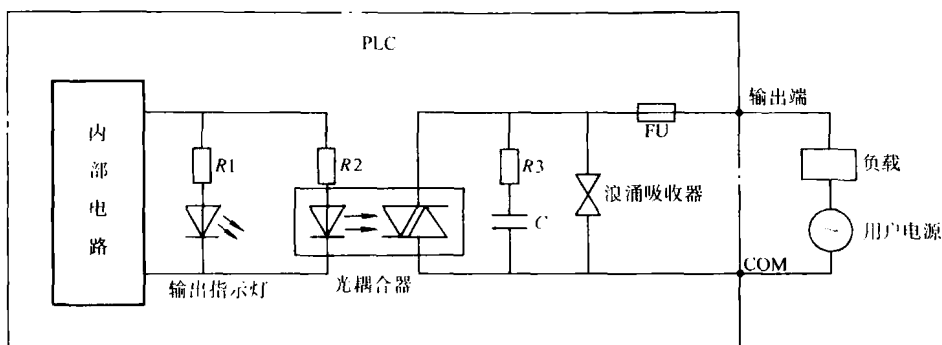 PLC
内部电路
R1
R2
R3
C
FU
浪涌吸收器
输出端
负载
用户电源
COM
输出指示灯
光耦合器